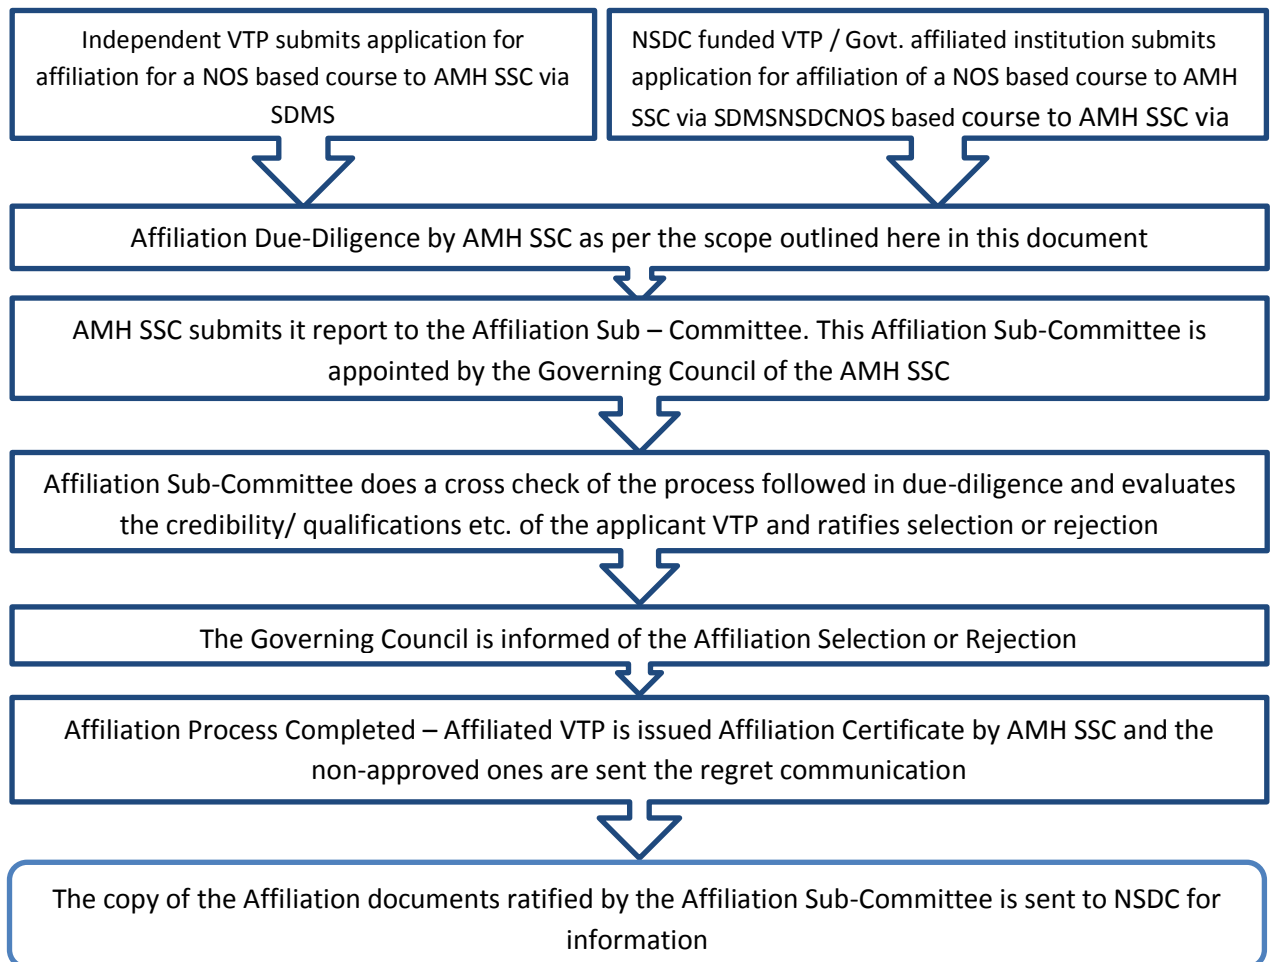 Independent VTP submits application for
affiliation for a NOS based course to AMH SSC via
SDMS
NSDC funded VTP / Govt. affiliated institution submits
application for affiliation of a NOS based course to AMH
SSC via SDMSNSDCNOS based course to AMH SSC via
Affiliation Due-Diligence by AMH SSC as per the scope outlined here in this document
AMH SSC submits it report to the Affiliation Sub – Committee. This Affiliation Sub-Committee is
appointed by the Governing Council of the AMH SSC
Affiliation Sub-Committee does a cross check of the process followed in due-diligence and evaluates
the credibility/ qualifications etc. of the applicant VTP and ratifies selection or rejection
The Governing Council is informed of the Affiliation Selection or Rejection
Affiliation Process Completed – Affiliated VTP is issued Affiliation Certificate by AMH SSC and the
non-approved ones are sent the regret communication
The copy of the Affiliation documents ratified by the Affiliation Sub-Committee is sent to NSDC for
information